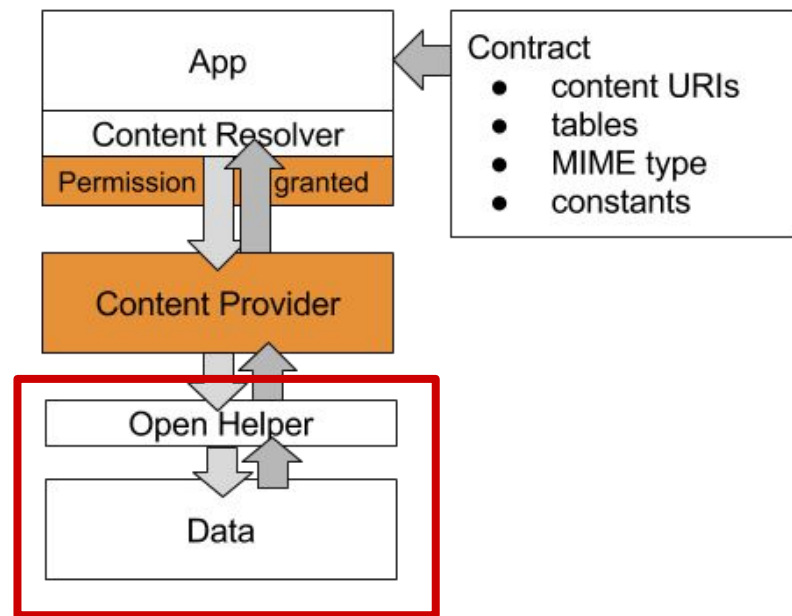 App
Content Resolver
Permission granted
Content Provider
Open Helper
Data
Contract
● content URIs
● tables
● MIME type
● constants